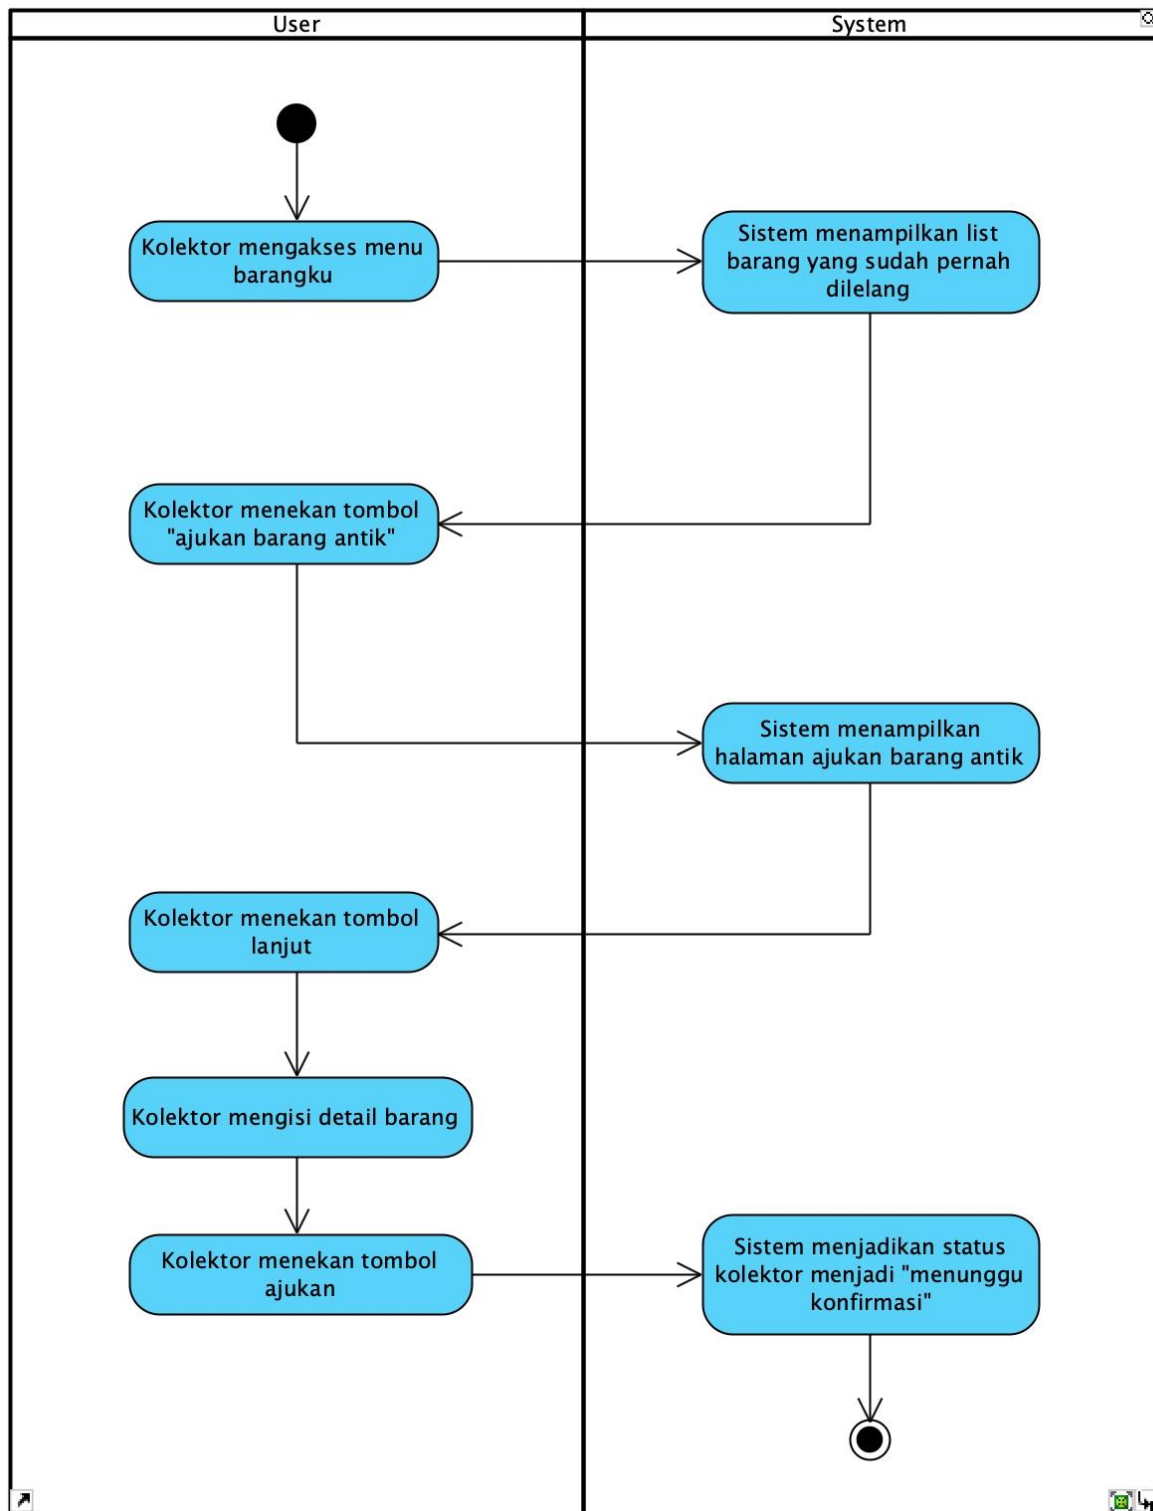 User
System
Kolektor mengakses menu
barangku
Sistem menampilkan list
barang yang sudah pernah
dilelang
Kolektor menekan tombol
"ajukan barang antik"
Sistem menampilkan
halaman ajukan barang antik
Kolektor menekan tombol
lanjut
Kolektor mengisi detail barang
Kolektor menekan tombol
ajukan
Sistem menjadikan status
kolektor menjadi "menunggu
konfirmasi"